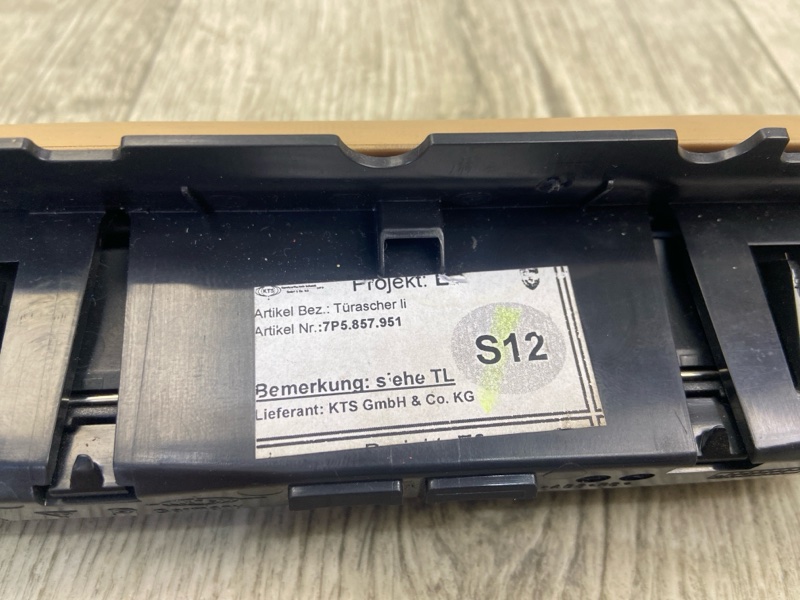 KTS
Projekt: E
Artikel Bez.: Türascher li
Artikel Nr.:7P5.857.951
S12
Bemerkung: siehe TL
Lieferant: KTS GmbH & Co. KG